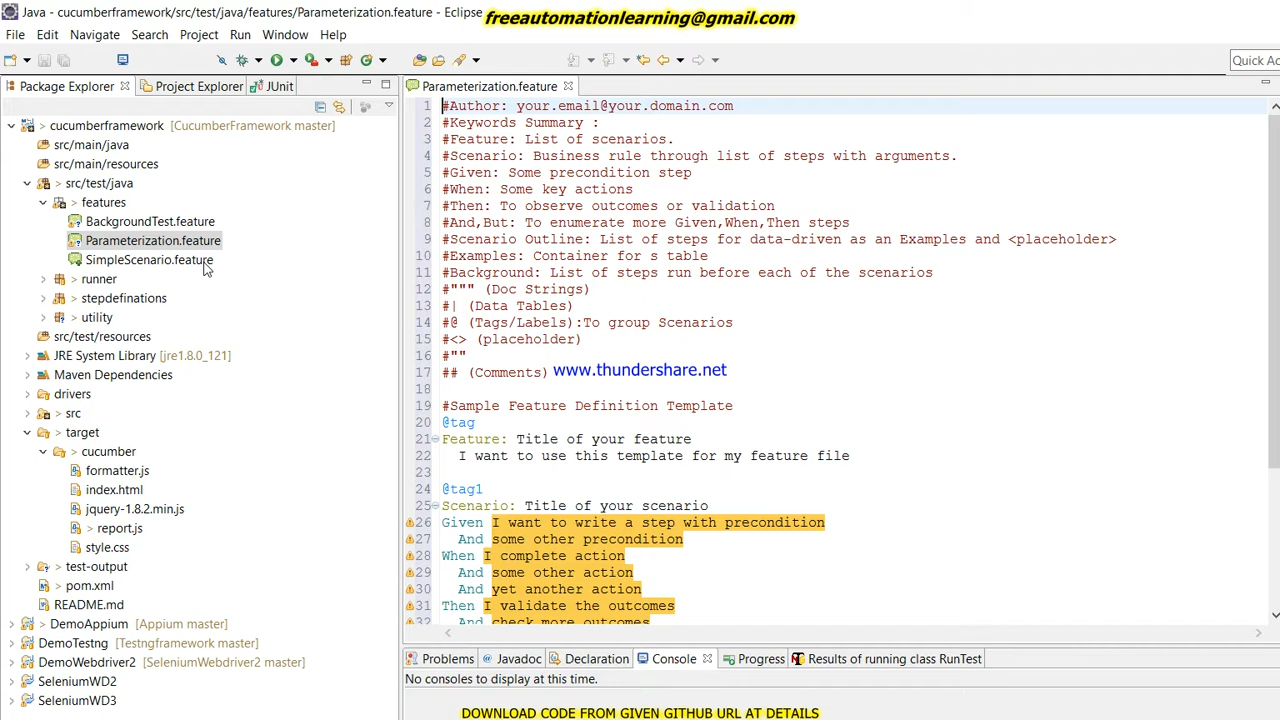 Java - cucumberframework/src/test/java/features/Parameterization.feature - Eclipse
freeautomationlearning@gmail.com
File Edit Navigate Search Project Run Window Help
Quick Ac
Package Explorer Project Explorer JUnit
Parameterization.feature
> cucumberframework [CucumberFramework master]
src/main/java
src/main/resources
> src/test/java
> features
BackgroundTest.feature
Parameterization.feature
SimpleScenario.feature
> runner
> stepdefinations
> utility
src/test/resources
JRE System Library [jre1.8.0_121]
Maven Dependencies
drivers
> src
> target
> cucumber
formatter.js
index.html
jquery-1.8.2.min.js
> report.js
style.css
> test-output
> pom.xml
README.md
> DemoAppium [Appium master]
DemoTestng [Testngframework master]
DemoWebdriver2 [SeleniumWebdriver2 master]
SeleniumWD2
SeleniumWD3
1 #Author: your.email@your.domain.com
2 #Keywords Summary :
3 #Feature: List of scenarios.
4 #Scenario: Business rule through list of steps with arguments.
5 #Given: Some precondition step
6 #When: Some key actions
7 #Then: To observe outcomes or validation
8 #And,But: To enumerate more Given,When,Then steps
9 #Scenario Outline: List of steps for data-driven as an Examples and <placeholder>
10 #Examples: Container for s table
11 #Background: List of steps run before each of the scenarios
12 #""" (Doc Strings)
13 #| (Data Tables)
14 #@ (Tags/Labels):To group Scenarios
15 #<> (placeholder)
16 #""
17 ## (Comments) www.thundershare.net
18
19 #Sample Feature Definition Template
20 @tag
21 Feature: Title of your feature
22 I want to use this template for my feature file
23
24 @tag1
25 Scenario: Title of your scenario
26 Given I want to write a step with precondition
27 And some other precondition
28 When I complete action
29 And some other action
30 And yet another action
31 Then I validate the outcomes
32 And check more outcomes
Problems Javadoc Declaration Console Progress Results of running class RunTest
No consoles to display at this time.
DOWNLOAD CODE FROM GIVEN GITHUB URL AT DETAILS